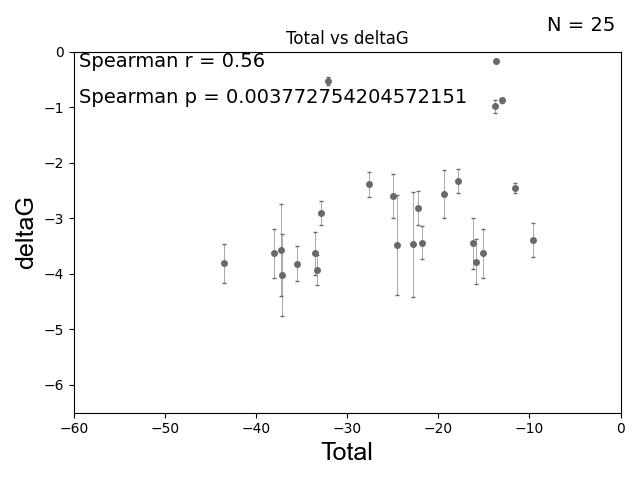 N = 25
Total vs deltaG
Spearman r = 0.56
Spearman p = 0.003772754204572151
0
−1
−2
−3
−4
−5
−6
deltaG
−60 −50 −40 −30 −20 −10 0
Total